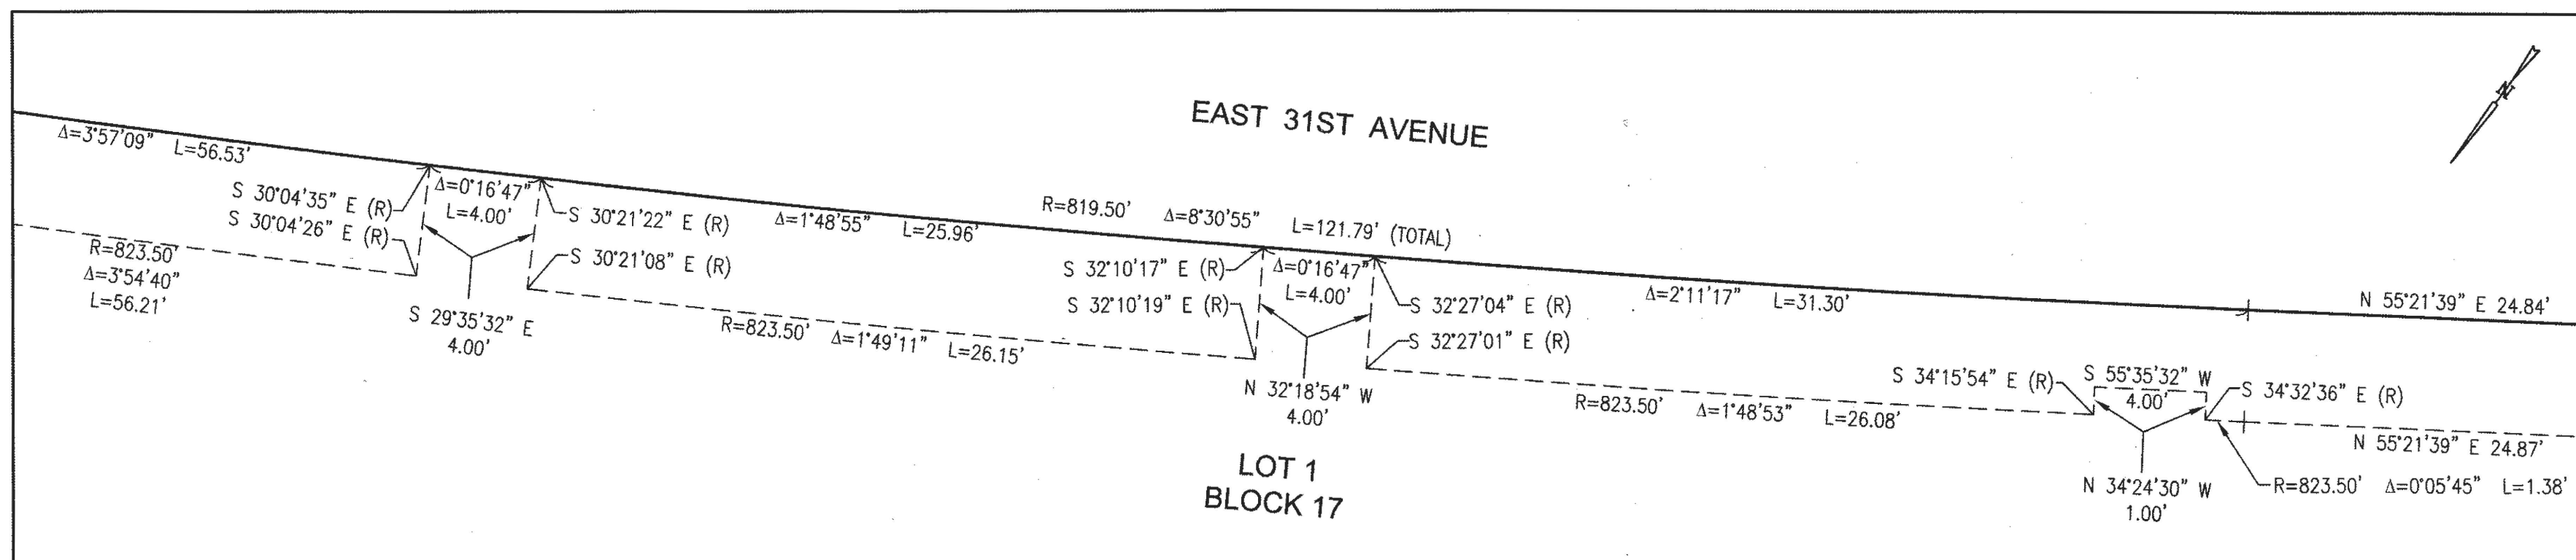 EAST 31ST AVENUE
N
Δ=3°57'09" L=56.53'
S 30°04'35" E (R)
S 30°04'26" E (R)
Δ=0°16'47"
L=4.00'
S 30°21'22" E (R)
S 30°21'08" E (R)
R=823.50'
Δ=3°54'40"
L=56.21'
S 29°35'32" E
4.00'
Δ=1°48'55" L=25.96'
R=819.50' Δ=8°30'55" L=121.79' (TOTAL)
R=823.50' Δ=1°49'11" L=26.15'
S 32°10'17" E (R)
S 32°10'19" E (R)
Δ=0°16'47"
L=4.00'
S 32°27'04" E (R)
S 32°27'01" E (R)
N 32°18'54" W
4.00'
Δ=2°11'17" L=31.30'
N 55°21'39" E 24.84'
R=823.50' Δ=1°48'53" L=26.08'
S 34°15'54" E (R)
S 55°35'32" W
4.00'
S 34°32'36" E (R)
N 55°21'39" E 24.87'
N 34°24'30" W
1.00'
R=823.50' Δ=0°05'45" L=1.38'
LOT 1
BLOCK 17